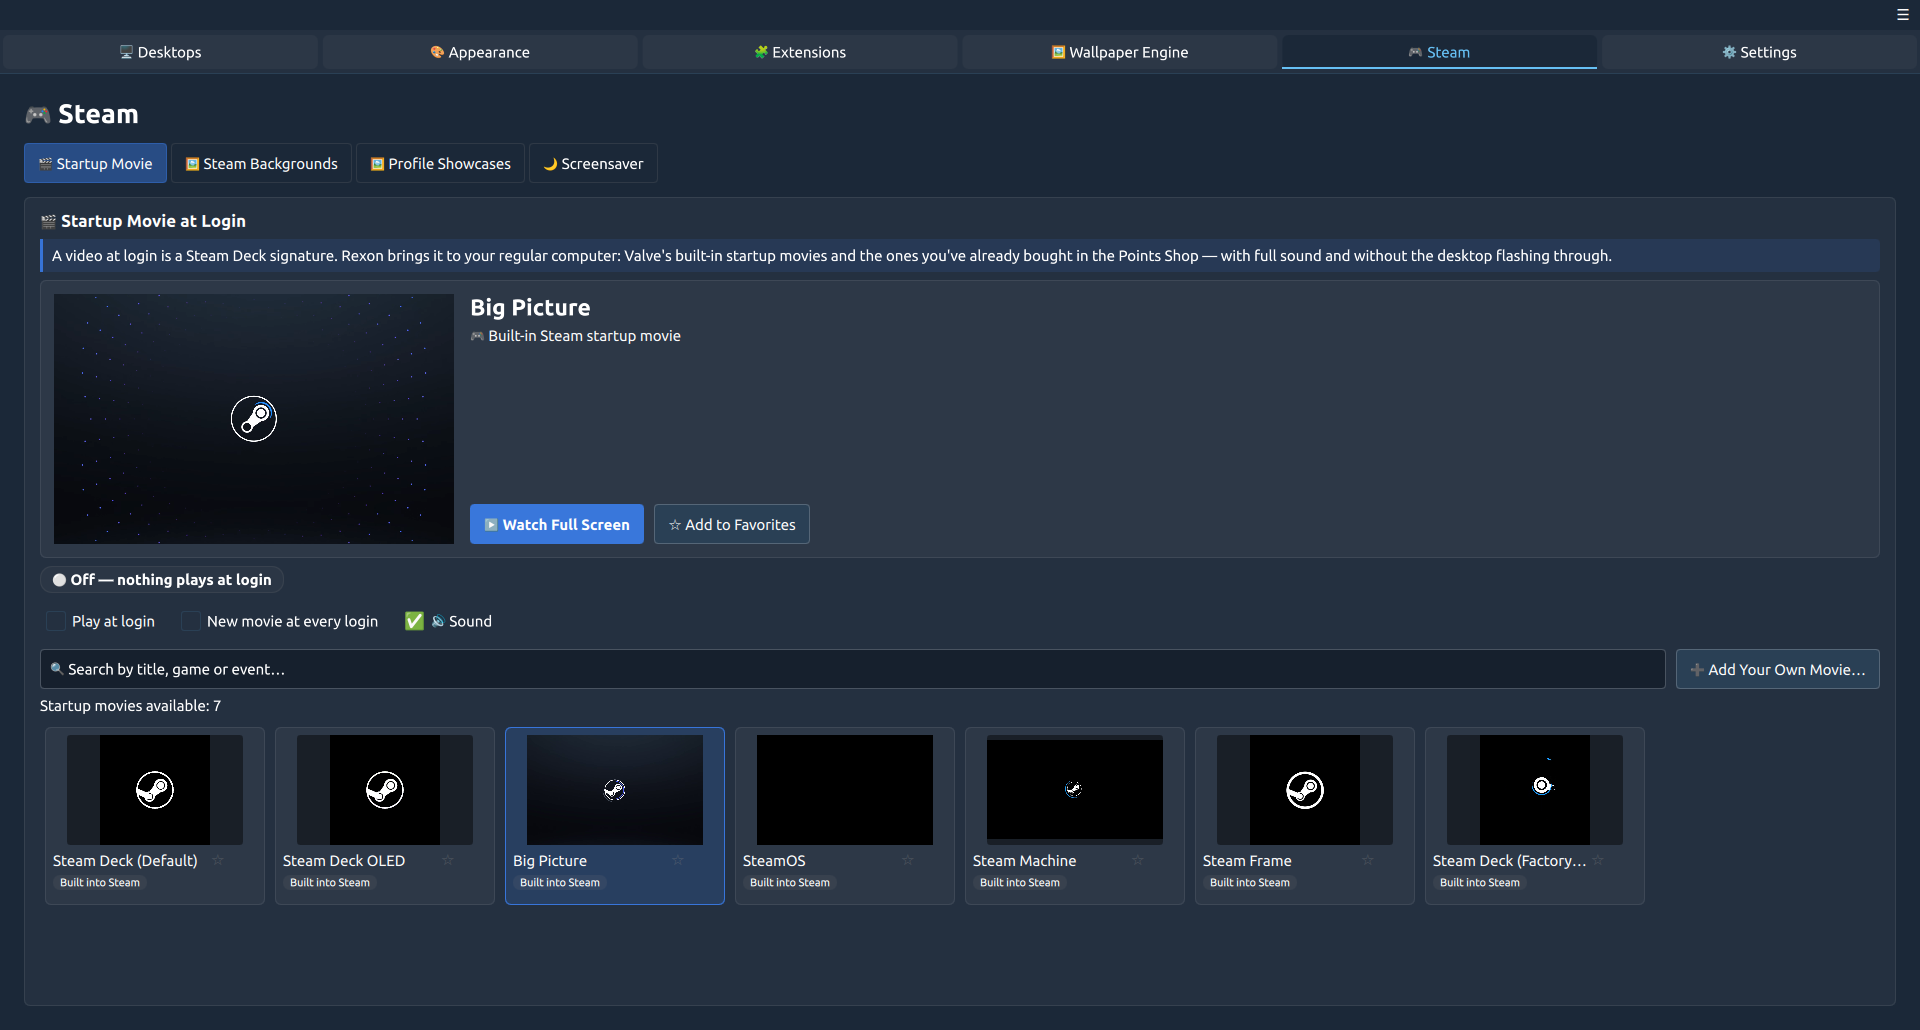 Desktops
Appearance
Extensions
Wallpaper Engine
Steam
Settings
Steam
Startup Movie
Steam Backgrounds
Profile Showcases
Screensaver
Startup Movie at Login
A video at login is a Steam Deck signature. Rexon brings it to your regular computer: Valve's built-in startup movies and the ones you've already bought in the Points Shop — with full sound and without the desktop flashing through.
Big Picture
Built-in Steam startup movie
Watch Full Screen
☆ Add to Favorites
Off — nothing plays at login
Play at login
New movie at every login
Sound
Search by title, game or event…
Add Your Own Movie…
Startup movies available: 7
Steam Deck (Default)
Built into Steam
Steam Deck OLED
Built into Steam
Big Picture
Built into Steam
SteamOS
Built into Steam
Steam Machine
Built into Steam
Steam Frame
Built into Steam
Steam Deck (Factory…
Built into Steam